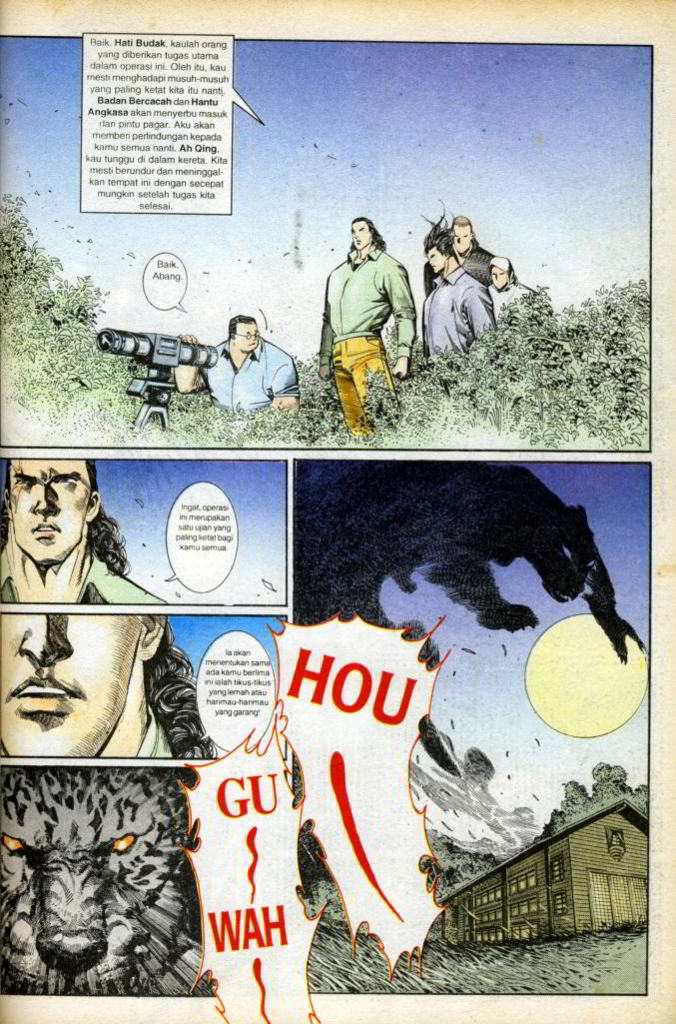 Baik. Hati Budak, kaulah orang
yang diberikan tugas utama
dalam operasi ini. Oleh itu, kau
mesti menghadapi musuh-musuh
yang paling ketat kita itu nanti.
Badan Bercacah dan Hantu
Angkasa akan menyerbu masuk
dari pintu pagar. Aku akan
memberi perlindungan kepada
kamu semua nanti. Ah Qing,
kau tunggu di dalam kereta. Kita
mesti berundur dan meninggal-
kan tempat ini dengan secepat
mungkin setelah tugas kita
selesai.
Baik,
Abang.
Ingat, operasi
ini merupakan
satu ujian yang
paling ketat bagi
kamu semua.
Ia akan
menentukan sama
ada kamu berlima
ini ialah tikus-tikus
yang lemah atau
harimau-harimau
yang garang!
HOU
GU
WAH